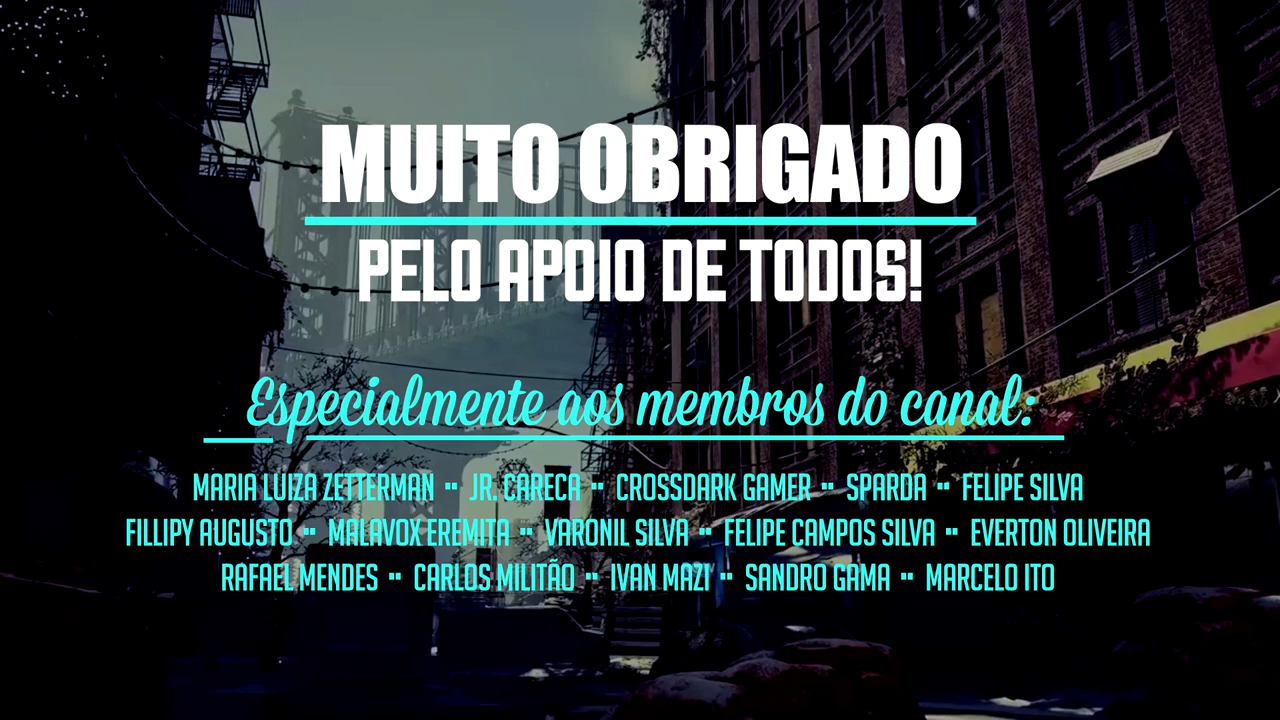 MUITO OBRIGADO
PELO APOIO DE TODOS!
Especialmente aos membros do canal:
MARIA LUIZA ZETTERMAN ▪▪ JR. CARECA ▪▪ CROSSDARK GAMER ▪▪ SPARDA ▪▪ FELIPE SILVA
FILLIPY AUGUSTO ▪▪ MALAVOX EREMITA ▪▪ VARONIL SILVA ▪▪ FELIPE CAMPOS SILVA ▪▪ EVERTON OLIVEIRA
RAFAEL MENDES ▪▪ CARLOS MILITÃO ▪▪ IVAN MAZI ▪▪ SANDRO GAMA ▪▪ MARCELO ITO